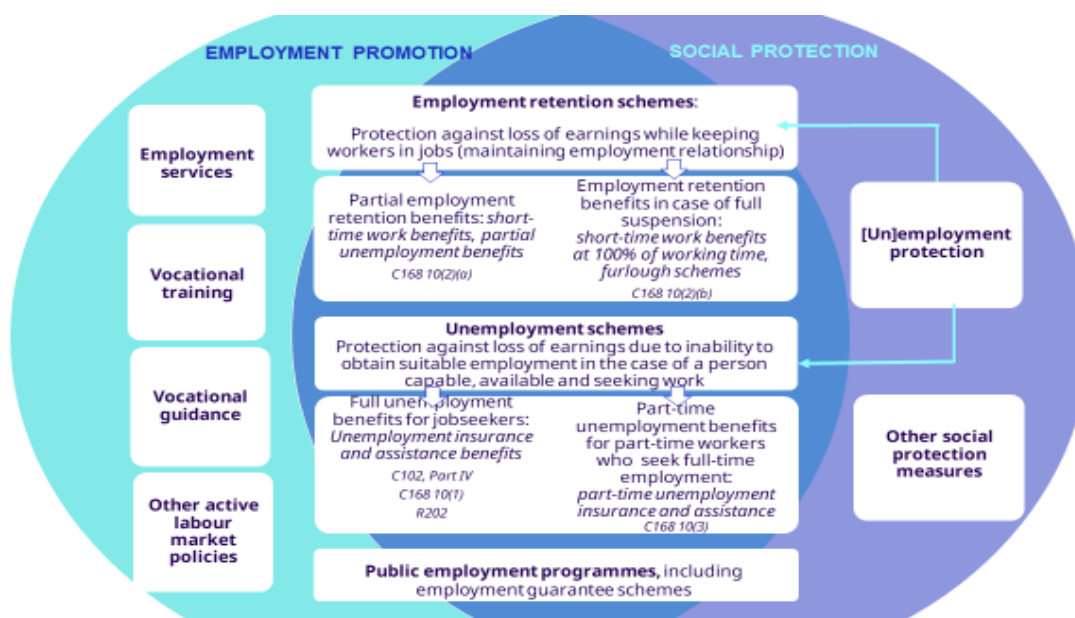 EMPLOYMENT PROMOTION
SOCIAL PROTECTION
Employment
services
Vocational
training
Vocational
guidance
Other active
labour
market
policies
Employment retention schemes:
Protection against loss of earnings while keeping
workers in jobs (maintaining employment relationship)
Partial employment
retention benefits: short-
time work benefits, partial
unemployment benefits
C168 10(2)(a)
Employment retention
benefits in case of full
suspension:
short-time work benefits
at 100% of working time,
furlough schemes
C168 10(2)(b)
Unemployment schemes
Protection against loss of earnings due to inability to
obtain suitable employment in the case of a person
capable, available and seeking work
Full unemployment
benefits for jobseekers:
Unemployment insurance
and assistance benefits
C102, Part IV
C168 10(1)
R202
Part-time
unemployment benefits
for part-time workers
who seek full-time
employment:
part-time unemployment
insurance and assistance
C168 10(3)
Public employment programmes, including
employment guarantee schemes
[Un]employment
protection
Other social
protection
measures